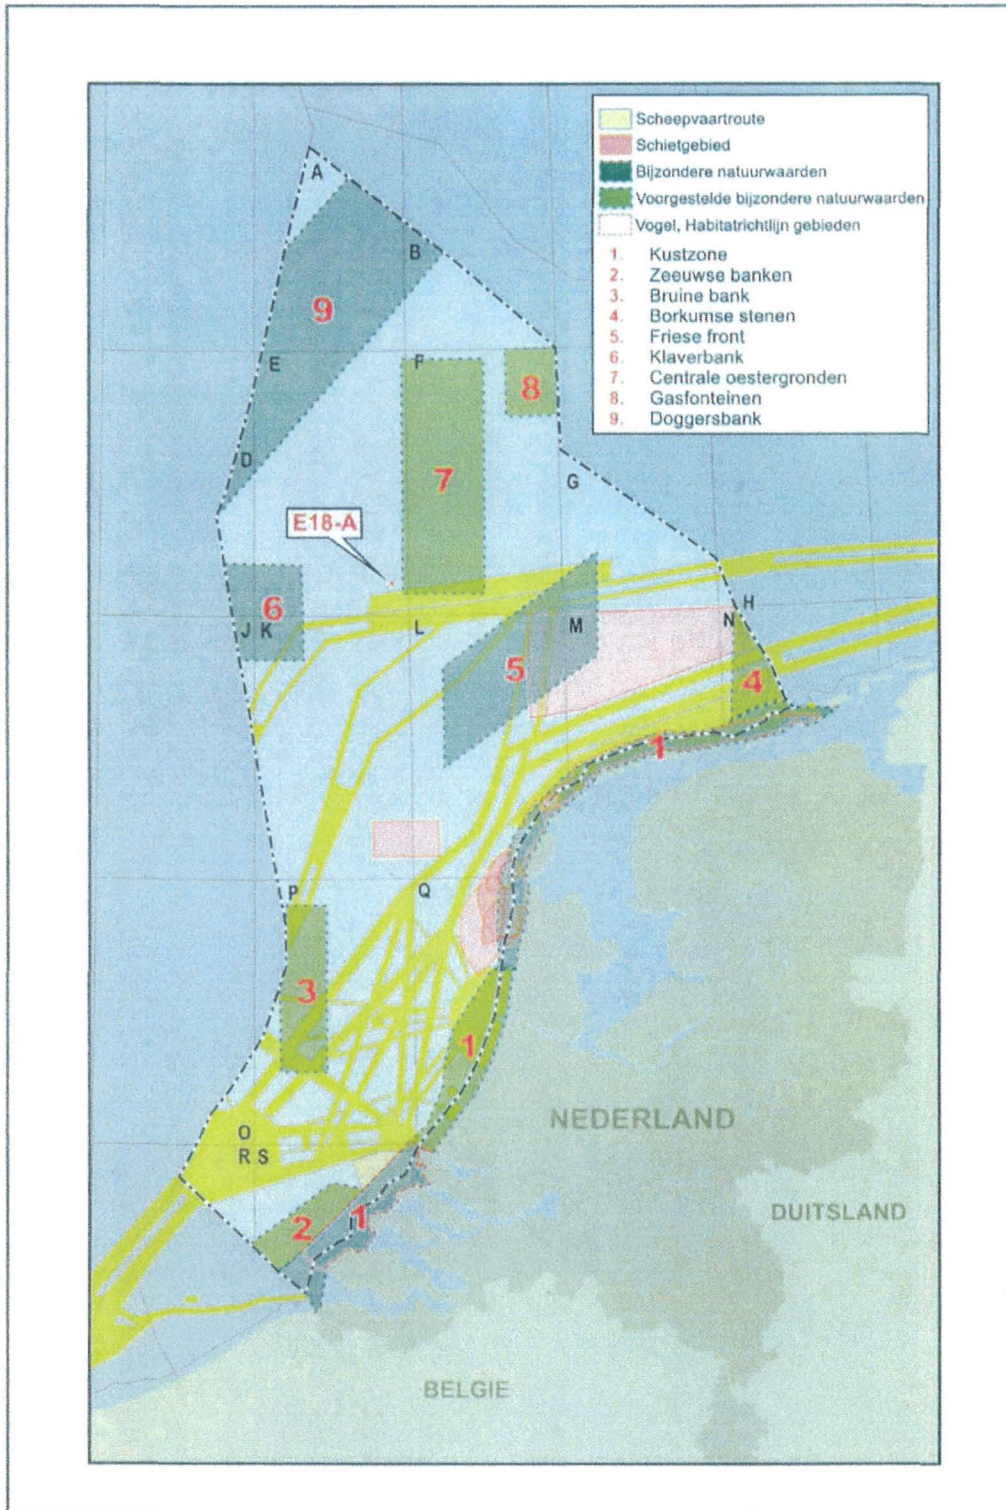 Scheepvaartroute
Schietgebied
Bijzondere natuurwaarden
Voorgestelde bijzondere natuurwaarden
Vogel, Habitatrichtlijn gebieden
1. Kustzone
2. Zeeuwse banken
3. Bruine bank
4. Borkumse stenen
5. Friese front
6. Klaverbank
7. Centrale oestergronden
8. Gasfonteinen
9. Doggersbank
A
B
9
E
F
8
D
7
G
E18-A
6
H
J K
L
M
N
5
4
1
P
Q
3
1
NEDERLAND
O
R S
2
1
DUITSLAND
BELGIE